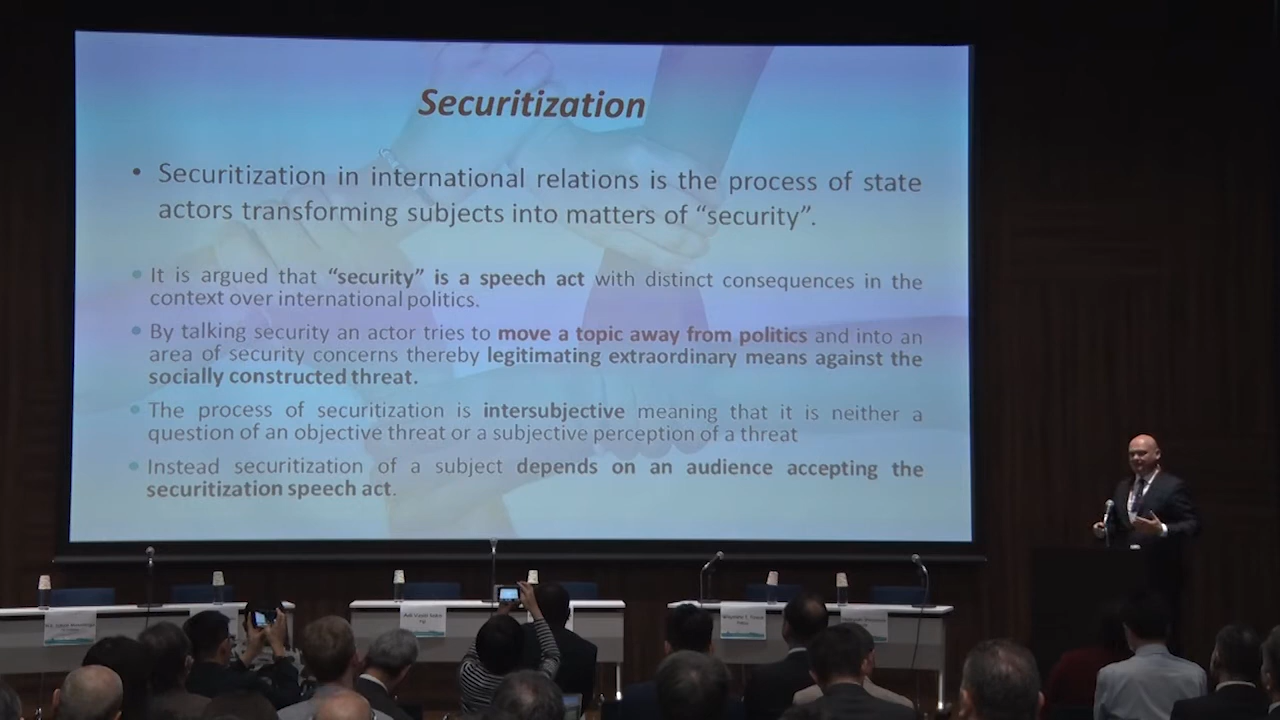 Securitization
• Securitization in international relations is the process of state
actors transforming subjects into matters of “security”.
• It is argued that “security” is a speech act with distinct consequences in the
context over international politics.
• By talking security an actor tries to move a topic away from politics and into an
area of security concerns thereby legitimating extraordinary means against the
socially constructed threat.
• The process of securitization is intersubjective meaning that it is neither a
question of an objective threat or a subjective perception of a threat
• Instead securitization of a subject depends on an audience accepting the
securitization speech act.